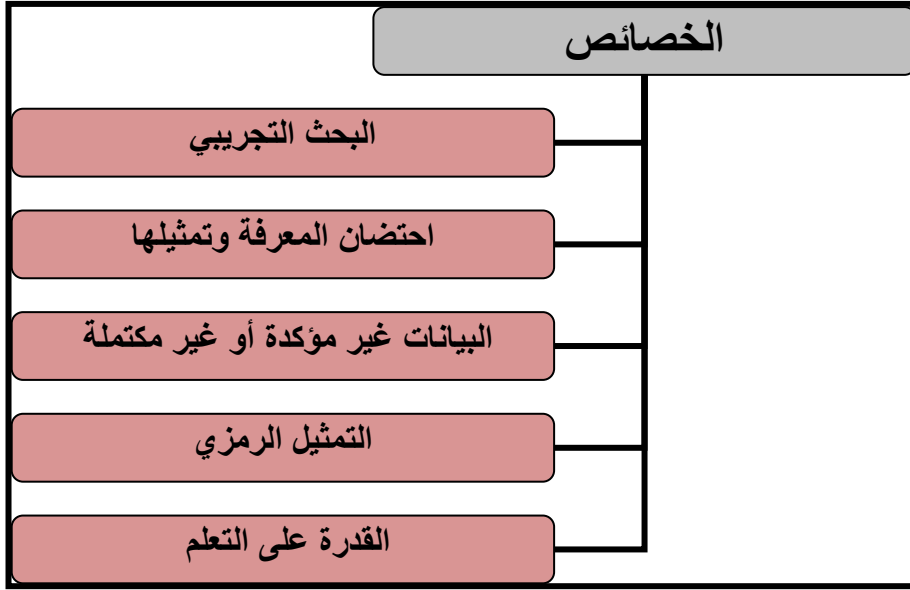 الخصائص
البحث التجريبي
احتضان المعرفة وتمثيلها
البيانات غير مؤكدة أو غير مكتملة
التمثيل الرمزي
القدرة على التعلم